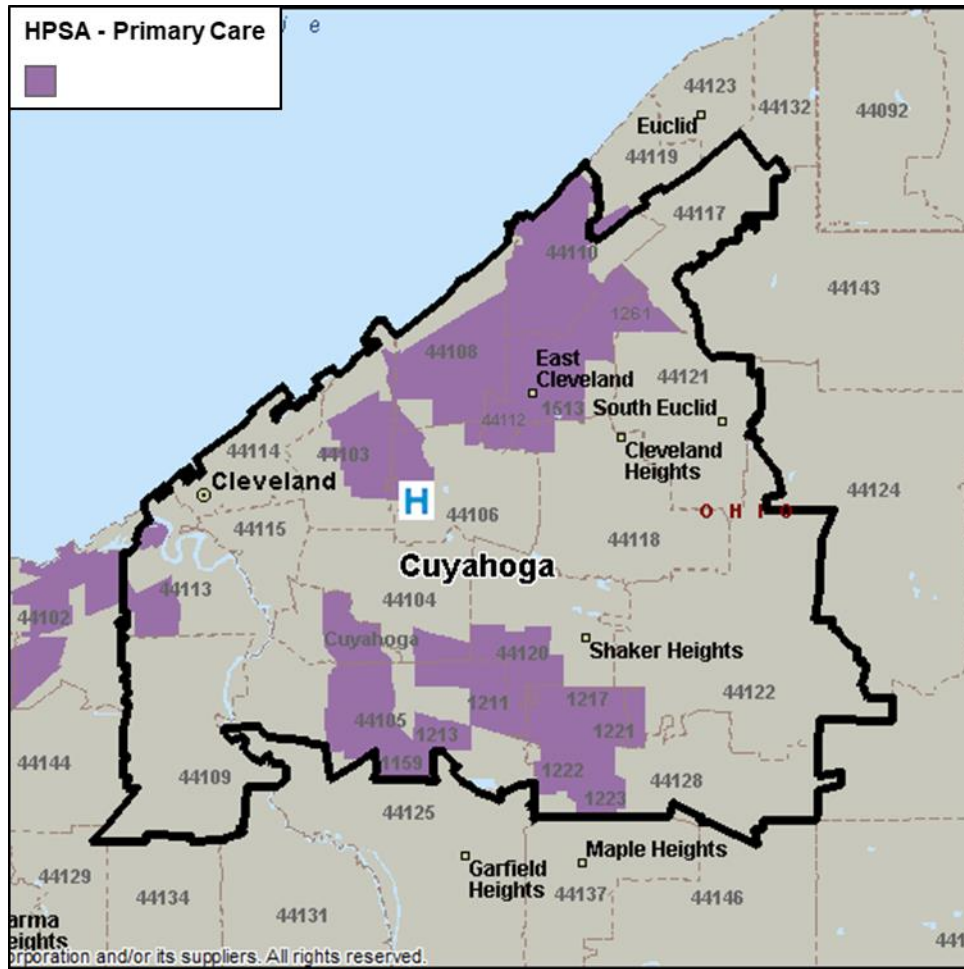 HPSA - Primary Care
i e
44123
44132
44092
Euclid
44119
44117
44110
44143
1261
44108
East
Cleveland
44121
1513
South Euclid
44112
Cleveland
Heights
44114
44103
Cleveland
H
44124
44106
OHIO
44115
44118
Cuyahoga
44113
44104
44102
Cuyahoga
44120
Shaker Heights
1211
1217
44122
44105
1221
1213
1159
44144
44109
1222
44128
1223
44125
Garfield
Heights
Maple Heights
44129
44134
44137
44146
44131
arma
eights
441
orporation and/or its suppliers. All rights reserved.